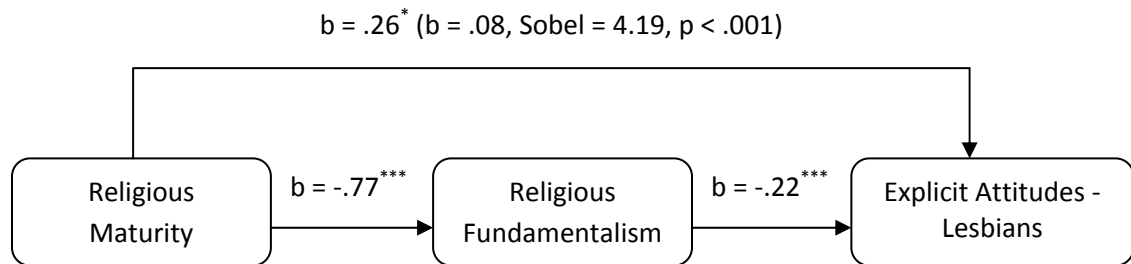 b = .26* (b = .08, Sobel = 4.19, p < .001)
Religious
Maturity
b = -.77***
Religious
Fundamentalism
b = -.22***
Explicit Attitudes -
Lesbians